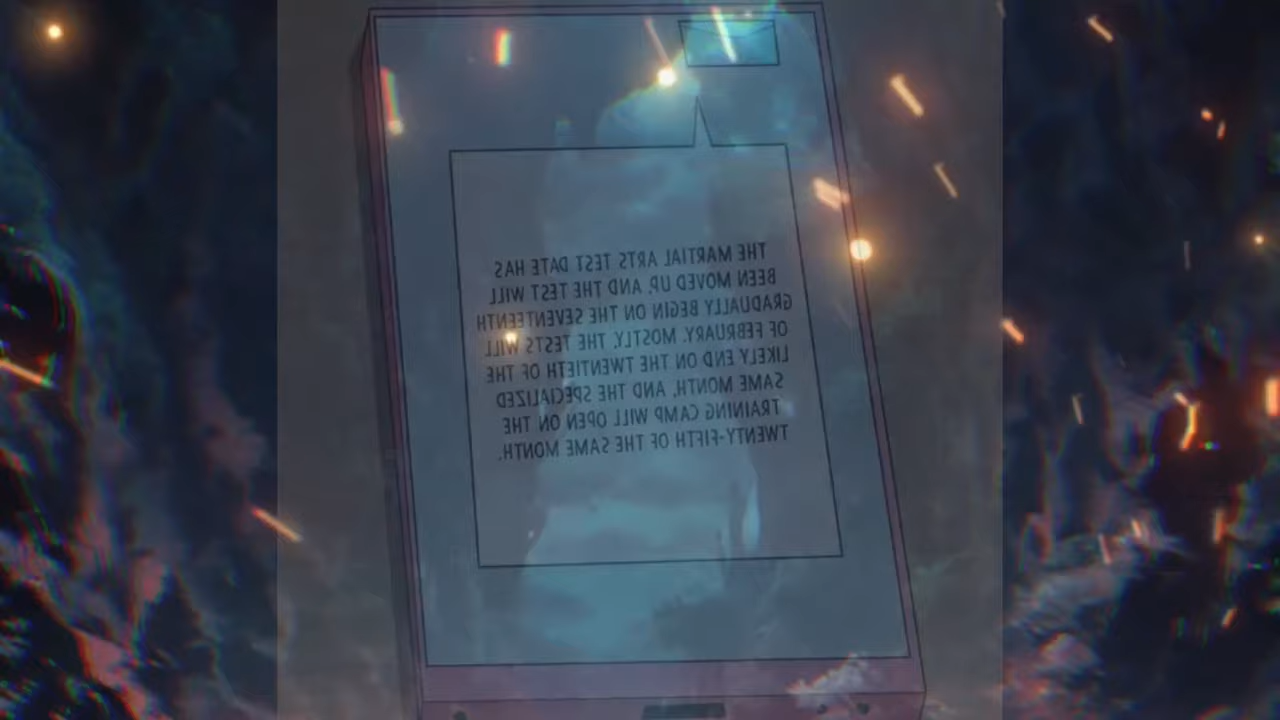 THE MARTIAL ARTS TEST DATE HAS
BEEN MOVED UP, AND THE TEST WILL
GRADUALLY BEGIN ON THE SEVENTEENTH
OF FEBRUARY. MOSTLY, THE TESTS WILL
LIKELY END ON THE TWENTIETH OF THE
SAME MONTH, AND THE SPECIALIZED
TRAINING CAMP WILL OPEN ON THE
TWENTY-FIFTH OF THE SAME MONTH.